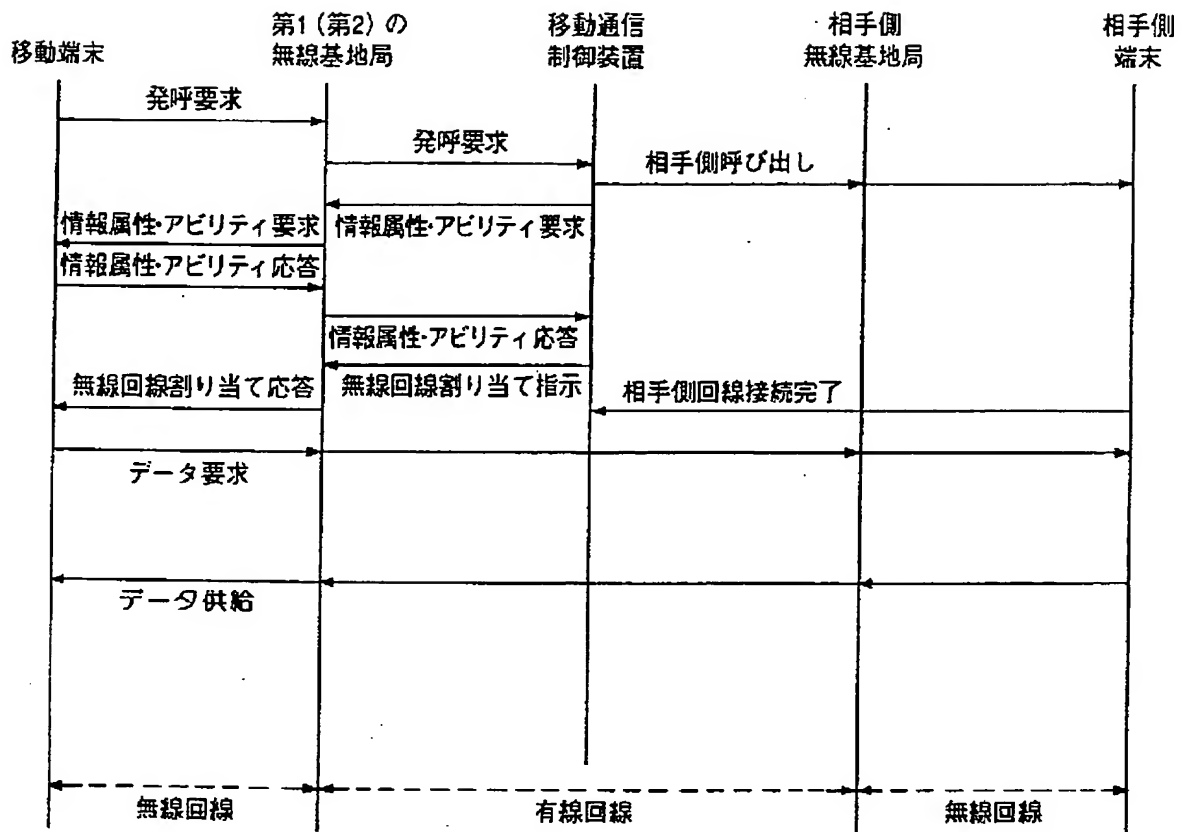 移動端末
第1（第2）の
無線基地局
移動通信
制御装置
相手側
無線基地局
相手側
端末
発呼要求
発呼要求
相手側呼び出し
情報属性・アビリティ要求
情報属性・アビリティ要求
情報属性・アビリティ応答
情報属性・アビリティ応答
無線回線割り当て応答
無線回線割り当て指示
相手側回線接続完了
データ要求
データ供給
無線回線
有線回線
無線回線